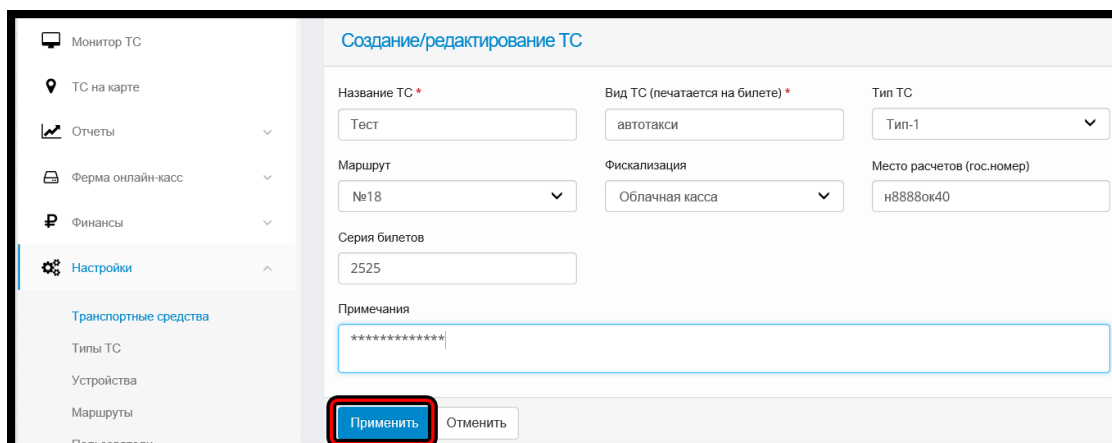 Монитор ТС
ТС на карте
Отчеты
Ферма онлайн-касс
Финансы
Настройки
Транспортные средства
Типы ТС
Устройства
Маршруты
Пользователи
Создание/редактирование ТС
Название ТС * Вид ТС (печатается на билете) * Тип ТС
Тест автотакси Тип-1
Маршрут Фискализация Место расчетов (гос.номер)
№18 Облачная касса н8888ок40
Серия билетов
2525
Примечания
*************
Применить Отменить